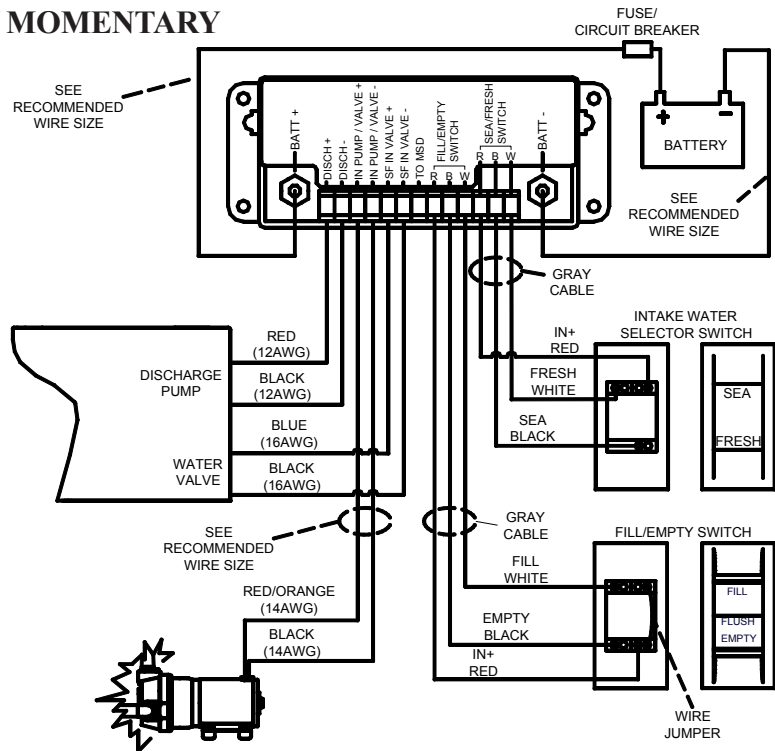 MOMENTARY
FUSE/
CIRCUIT BREAKER
SEE
RECOMMENDED
WIRE SIZE
BATT +
DISCH +
DISCH -
IN PUMP / VALVE +
IN PUMP / VALVE -
SF IN VALVE +
SF IN VALVE -
TO MSD
FILL/EMPTY
SWITCH
R B W
SEA/FRESH
SWITCH
R B W
BATT -
+ -
BATTERY
SEE
RECOMMENDED
WIRE SIZE
GRAY
CABLE
INTAKE WATER
SELECTOR SWITCH
IN+
RED
FRESH
WHITE
SEA
BLACK
SEA
FRESH
RED
(12AWG)
DISCHARGE
PUMP
BLACK
(12AWG)
BLUE
(16AWG)
WATER
VALVE
BLACK
(16AWG)
SEE
RECOMMENDED
WIRE SIZE
GRAY
CABLE
FILL/EMPTY SWITCH
FILL
WHITE
EMPTY
BLACK
IN+
RED
FILL
FLUSH
EMPTY
RED/ORANGE
(14AWG)
BLACK
(14AWG)
WIRE
JUMPER